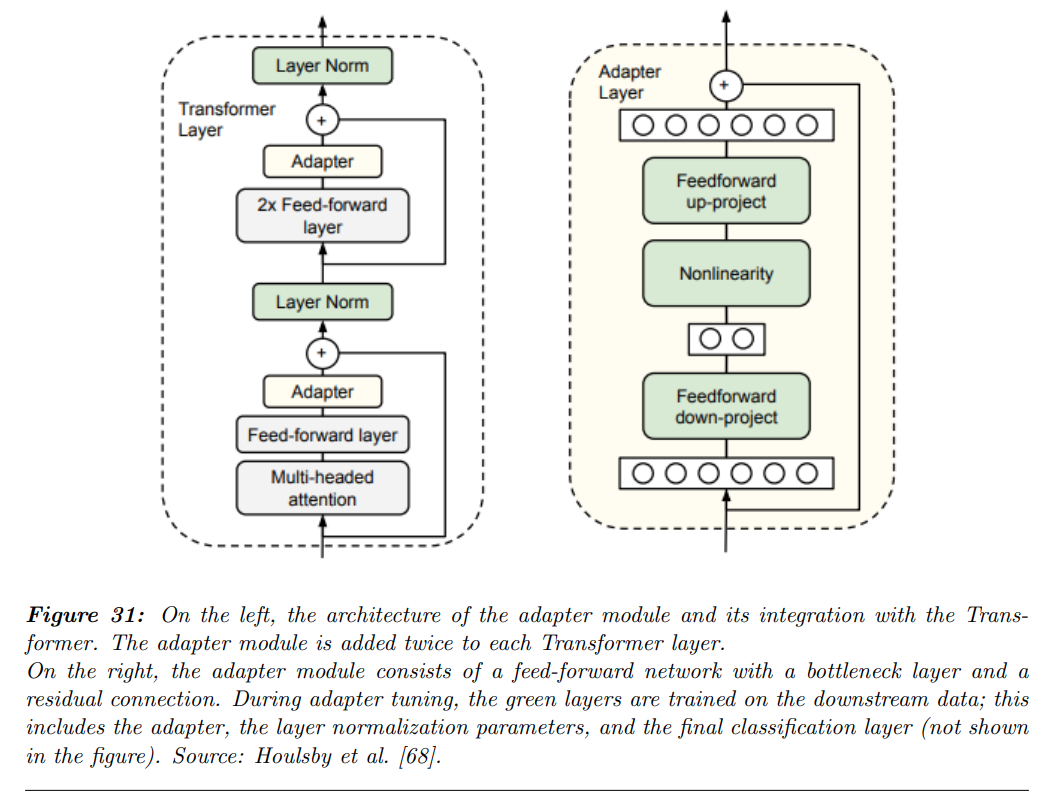 Layer Norm
Transformer
Layer
+
Adapter
2x Feed-forward
layer
Layer Norm
+
Adapter
Feed-forward layer
Multi-headed
attention
Adapter
Layer
+
Feedforward
up-project
Nonlinearity
Feedforward
down-project
Figure 31: On the left, the architecture of the adapter module and its integration with the Trans-
former. The adapter module is added twice to each Transformer layer.
On the right, the adapter module consists of a feed-forward network with a bottleneck layer and a
residual connection. During adapter tuning, the green layers are trained on the downstream data; this
includes the adapter, the layer normalization parameters, and the final classification layer (not shown
in the figure). Source: Houlsby et al. [68].